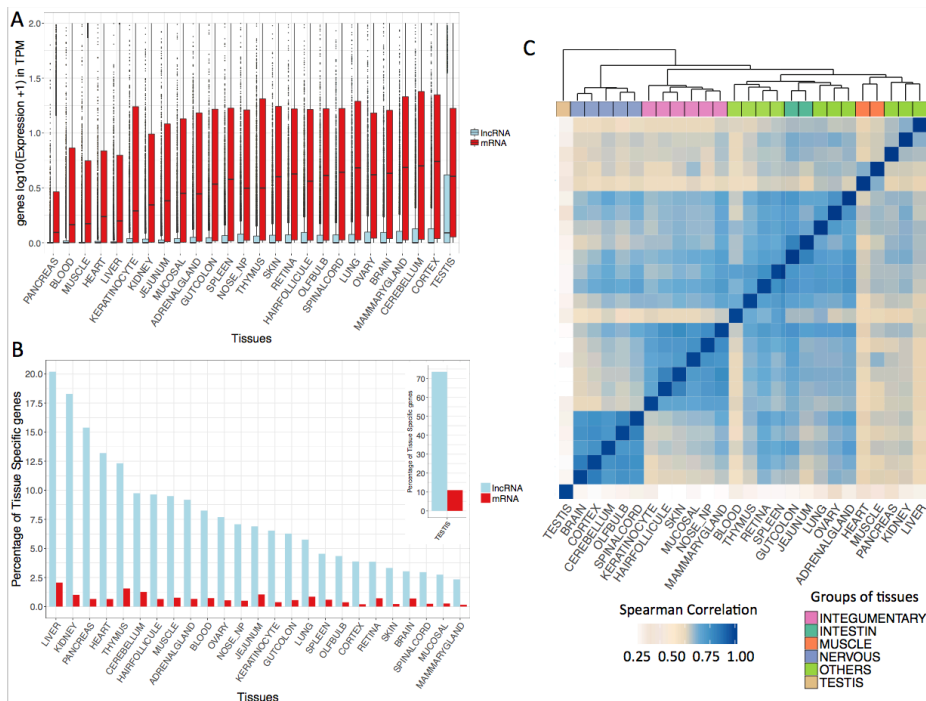 A
genes log10(Expression +1) in TPM
2.0
1.5
1.0
0.5
0.0
lncRNA
mRNA
PANCREAS
BLOOD
MUSCLE
HEART
LIVER
KERATINOCYTE
KIDNEY
JEJUNUM
MUCOSAL
ADRENALGLAND
GUTCOLON
SPLEEN
NOSE_NP
THYMUS
SKIN
RETINA
HAIRFOLLICULE
OLFBULB
SPINALCORD
LUNG
OVARY
BRAIN
MAMMARYGLAND
CEREBELLUM
CORTEX
TESTIS
Tissues
B
Percentage of Tissue Specific genes
20.0
17.5
15.0
12.5
10.0
7.5
5.0
2.5
0.0
Percentage of Tissue Specific genes
70
60
50
40
30
20
10
0
TESTIS
lncRNA
mRNA
LIVER
KIDNEY
PANCREAS
HEART
THYMUS
CEREBELLUM
HAIRFOLLICULE
MUSCLE
ADRENALGLAND
BLOOD
OVARY
NOSE_NP
JEJUNUM
KERATINOCYTE
GUTCOLON
LUNG
SPLEEN
OLFBULB
CORTEX
RETINA
SKIN
BRAIN
SPINALCORD
MUCOSAL
MAMMARYGLAND
Tissues
C
TESTIS
BRAIN
CORTEX
CEREBELLUM
OLFBULB
SPINALCORD
KERATINOCYTE
HAIRFOLLICULE
SKIN
MUCOSAL
NOSE_NP
MAMMARYGLAND
BLOOD
THYMUS
RETINA
SPLEEN
GUTCOLON
JEJUNUM
LUNG
OVARY
ADRENALGLAND
HEART
MUSCLE
PANCREAS
KIDNEY
LIVER
Spearman Correlation
0.25 0.50 0.75 1.00
Groups of tissues
INTEGUMENTARY
INTESTIN
MUSCLE
NERVOUS
OTHERS
TESTIS